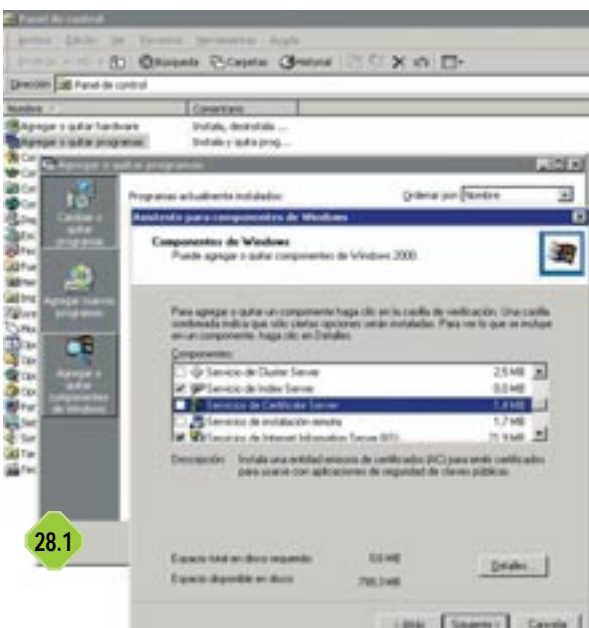 Panel de control
Archivo Edición Ver Favoritos Herramientas Ayuda
Búsqueda Carpetas Historial
Dirección Panel de control
Nombre Comentario
Agregar o quitar hardware Instala, desinstala ...
Agregar o quitar programas Instala y quita prog...
Agregar o quitar programas
Cambiar o quitar programas
Programas actualmente instalados: Ordenar por: Nombre
Asistente para componentes de Windows
Componentes de Windows
Puede agregar o quitar componentes de Windows 2000.
Agregar nuevos programas
Para agregar o quitar un componente haga clic en la casilla de verificación. Una casilla
sombreada indica que sólo ciertas opciones serán instaladas. Para ver lo que se incluye
en un componente, haga clic en Detalles.
Agregar o quitar componentes de Windows
Componentes:
Servicio de Cluster Server 2.5 MB
Servicio de Index Server 0.0 MB
Servicios de Certificate Server 1.4 MB
Servicios de instalación remota 1.7 MB
Servicios de Internet Information Server (IIS) 21.9 MB
Descripción: Instala una entidad emisora de certificados (AC) para emitir certificados
para usarse con aplicaciones de seguridad de claves públicas.
28.1
Espacio total en disco requerido: 0.0 MB
Espacio disponible en disco: MB
Detalles...
< Atrás Siguiente > Cancelar